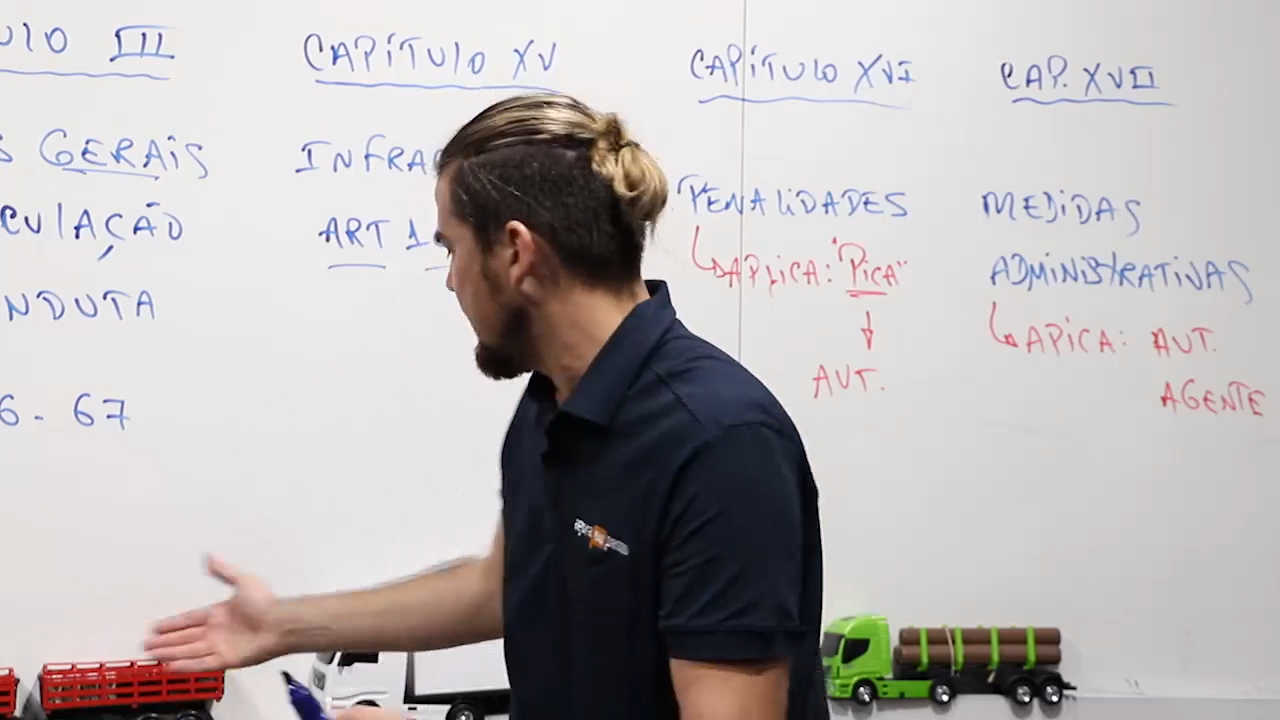 ULO III
S GERAIS
CULAÇÃO
NDUTA
6 - 67
CAPÍTULO XV
INFRA
ART 1
CAPÍTULO XVI
PENALIDADES
APLICA: "PICA"
AUT.
CAP. XVII
MEDIDAS
ADMINISTRATIVAS
APICA: AUT.
AGENTE